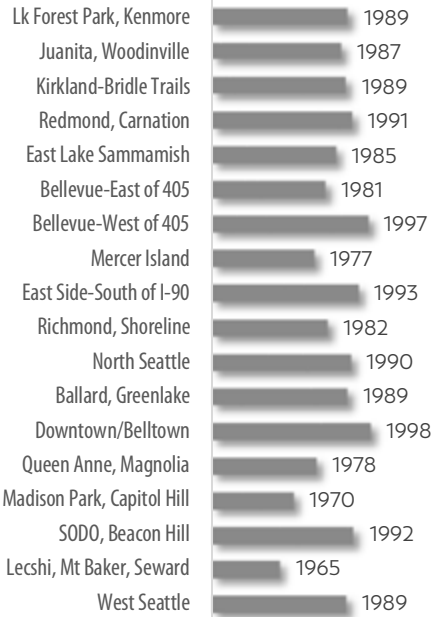 Lk Forest Park, Kenmore 1989
Juanita, Woodinville 1987
Kirkland-Bridle Trails 1989
Redmond, Carnation 1991
East Lake Sammamish 1985
Bellevue-East of 405 1981
Bellevue-West of 405 1997
Mercer Island 1977
East Side-South of I-90 1993
Richmond, Shoreline 1982
North Seattle 1990
Ballard, Greenlake 1989
Downtown/Belltown 1998
Queen Anne, Magnolia 1978
Madison Park, Capitol Hill 1970
SODO, Beacon Hill 1992
Lecshi, Mt Baker, Seward 1965
West Seattle 1989